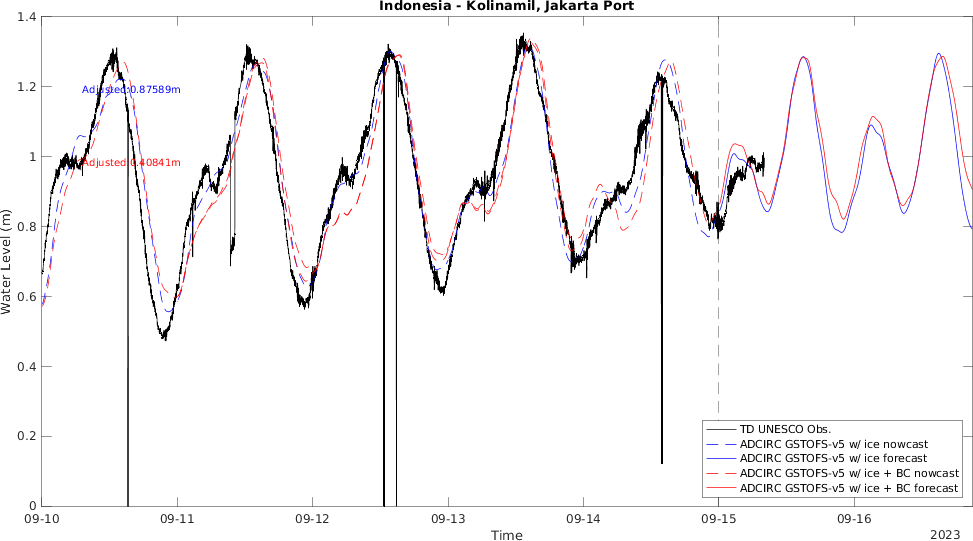 Indonesia - Kolinamil, Jakarta Port
1.4
1.2
1
0.8
0.6
0.4
0.2
0
Water Level (m)
Adjusted:0.87589m
Adjusted:0.40841m
TD UNESCO Obs.
ADCIRC GSTOFS-v5 w/ ice nowcast
ADCIRC GSTOFS-v5 w/ ice forecast
ADCIRC GSTOFS-v5 w/ ice + BC nowcast
ADCIRC GSTOFS-v5 w/ ice + BC forecast
09-10 09-11 09-12 09-13 09-14 09-15 09-16
Time
2023